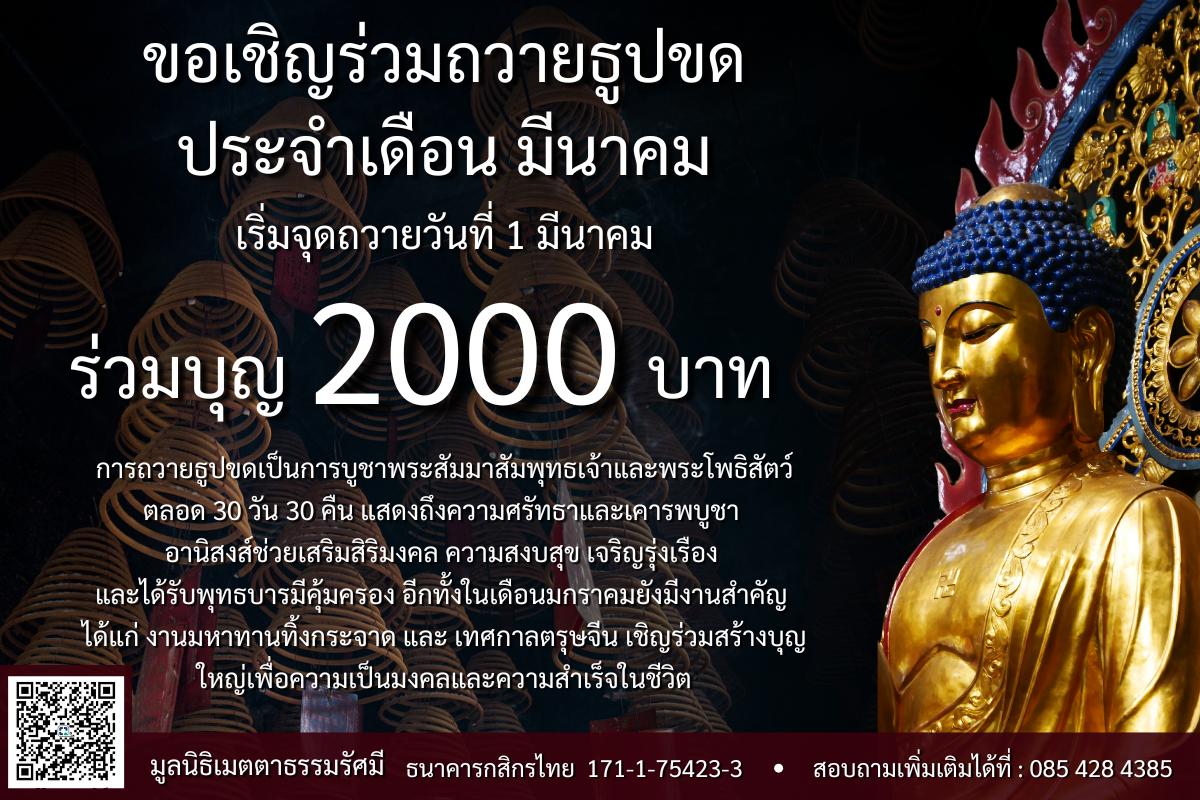 ขอเชิญร่วมถวายธูปขด
ประจำเดือน มีนาคม
เริ่มจุดถวายวันที่ 1 มีนาคม
ร่วมบุญ 2000 บาท
การถวายธูปขดเป็นการบูชาพระสัมมาสัมพุทธเจ้าและพระโพธิสัตว์
ตลอด 30 วัน 30 คืน แสดงถึงความศรัทธาและเคารพบูชา
อานิสงส์ช่วยเสริมสิริมงคล ความสงบสุข เจริญรุ่งเรือง
และได้รับพุทธบารมีคุ้มครอง อีกทั้งในเดือนมกราคมยังมีงานสำคัญ
ได้แก่ งานมหาทานทิ้งกระจาด และ เทศกาลตรุษจีน เชิญร่วมสร้างบุญ
ใหญ่เพื่อความเป็นมงคลและความสำเร็จในชีวิต
มูลนิธิเมตตาธรรมรัศมี ธนาคารกสิกรไทย 171-1-75423-3 • สอบถามเพิ่มเติมได้ที่ : 085 428 4385